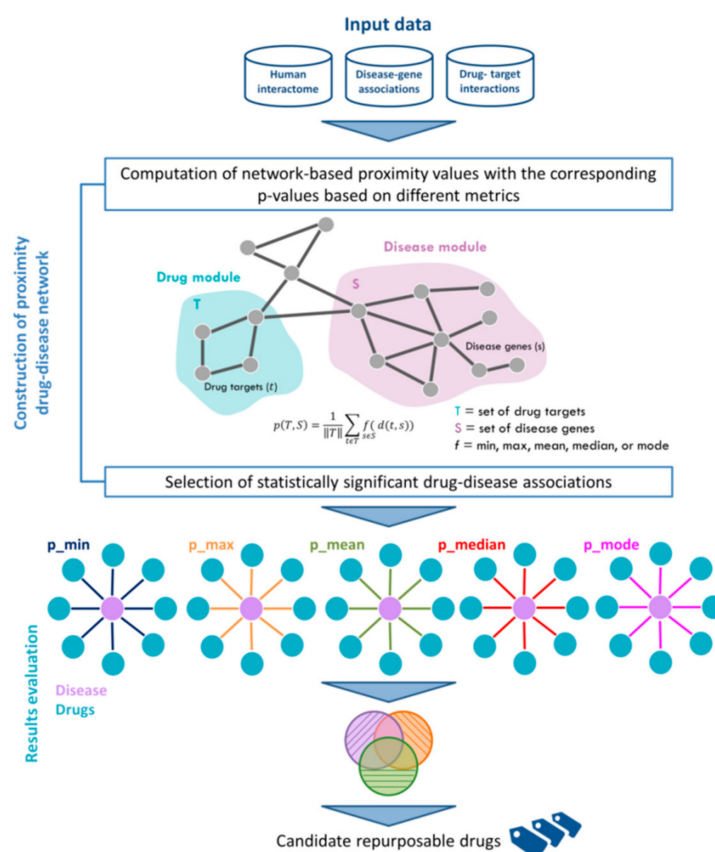 Input data
Human
interactome
Disease-gene
associations
Drug- target
interactions
Computation of network-based proximity values with the corresponding
p-values based on different metrics
Construction of proximity
drug-disease network
Disease module
Drug module
S
T
Disease genes (s)
Drug targets (t)
p(T,S) = 1/‖T‖ ∑_{t∈T} f_{s∈S}( d(t,s))
T = set of drug targets
S = set of disease genes
f = min, max, mean, median, or mode
Selection of statistically significant drug-disease associations
p_min
p_max
p_mean
p_median
p_mode
Results evaluation
Disease
Drugs
Candidate repurposable drugs